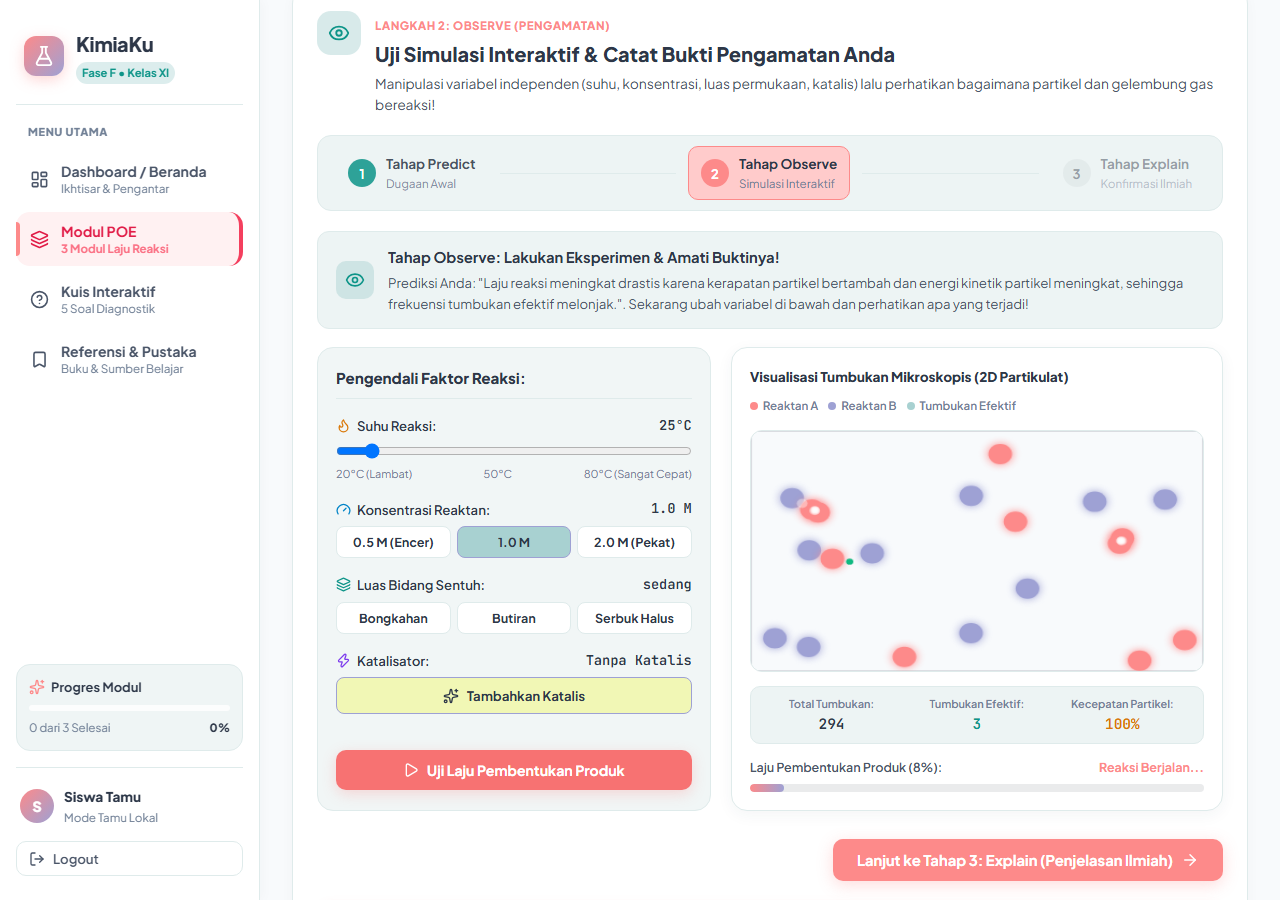 KimiaKu
Fase F • Kelas XI
MENU UTAMA
Dashboard / Beranda
Ikhtisar & Pengantar
Modul POE
3 Modul Laju Reaksi
Kuis Interaktif
5 Soal Diagnostik
Referensi & Pustaka
Buku & Sumber Belajar
Progres Modul
0 dari 3 Selesai
0%
S
Siswa Tamu
Mode Tamu Lokal
Logout
LANGKAH 2: OBSERVE (PENGAMATAN)
Uji Simulasi Interaktif & Catat Bukti Pengamatan Anda
Manipulasi variabel independen (suhu, konsentrasi, luas permukaan, katalis) lalu perhatikan bagaimana partikel dan gelembung gas
bereaksi!
1
Tahap Predict
Dugaan Awal
2
Tahap Observe
Simulasi Interaktif
3
Tahap Explain
Konfirmasi Ilmiah
Tahap Observe: Lakukan Eksperimen & Amati Buktinya!
Prediksi Anda: "Laju reaksi meningkat drastis karena kerapatan partikel bertambah dan energi kinetik partikel meningkat, sehingga
frekuensi tumbukan efektif melonjak.". Sekarang ubah variabel di bawah dan perhatikan apa yang terjadi!
Pengendali Faktor Reaksi:
Suhu Reaksi:
25°C
20°C (Lambat)
50°C
80°C (Sangat Cepat)
Konsentrasi Reaktan:
1.0 M
0.5 M (Encer)
1.0 M
2.0 M (Pekat)
Luas Bidang Sentuh:
sedang
Bongkahan
Butiran
Serbuk Halus
Katalisator:
Tanpa Katalis
Tambahkan Katalis
Uji Laju Pembentukan Produk
Visualisasi Tumbukan Mikroskopis (2D Partikulat)
Reaktan A
Reaktan B
Tumbukan Efektif
Total Tumbukan:
294
Tumbukan Efektif:
3
Kecepatan Partikel:
100%
Laju Pembentukan Produk (8%):
Reaksi Berjalan...
Lanjut ke Tahap 3: Explain (Penjelasan Ilmiah)